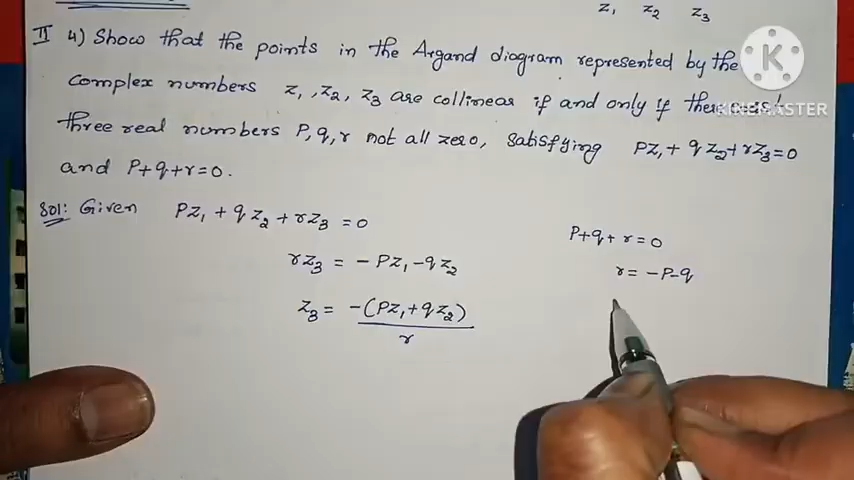 z₁ z₂ z₃
II 4) Show that the points in the Argand diagram represented by the
complex numbers z₁, z₂, z₃ are collinear if and only if there
three real numbers P, q, r not all zero, satisfying Pz₁ + qz₂ + rz₃ = 0
and P+q+r=0.
Sol: Given Pz₁ + qz₂ + rz₃ = 0
P+q+r=0
rz₃ = -Pz₁ - qz₂
r = -P-q
z₃ = -(Pz₁ + qz₂)
r
K
KINEMASTER